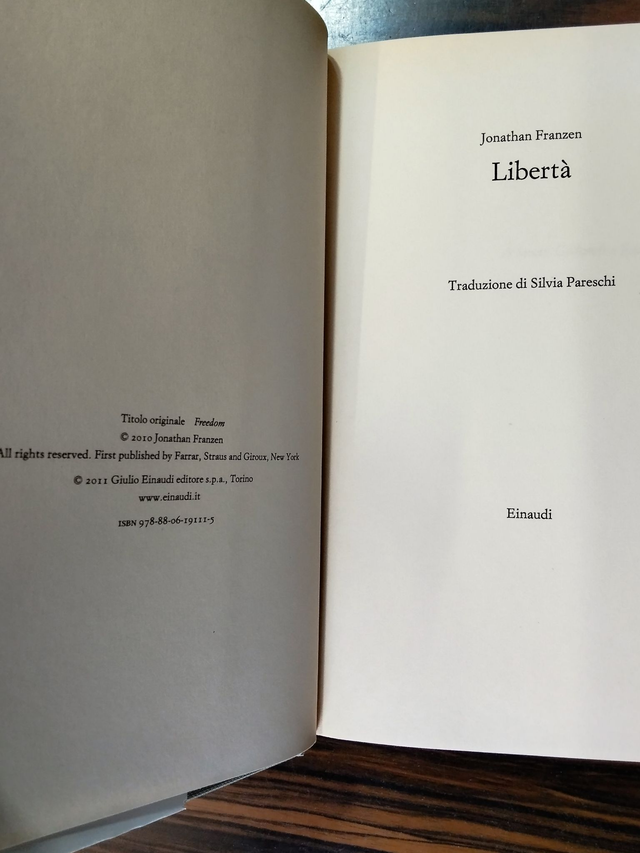 Titolo originale Freedom
© 2010 Jonathan Franzen
All rights reserved. First published by Farrar, Straus and Giroux, New York
© 2011 Giulio Einaudi editore s.p.a., Torino
www.einaudi.it
ISBN 978-88-06-19111-5
Jonathan Franzen
Libertà
Traduzione di Silvia Pareschi
Einaudi